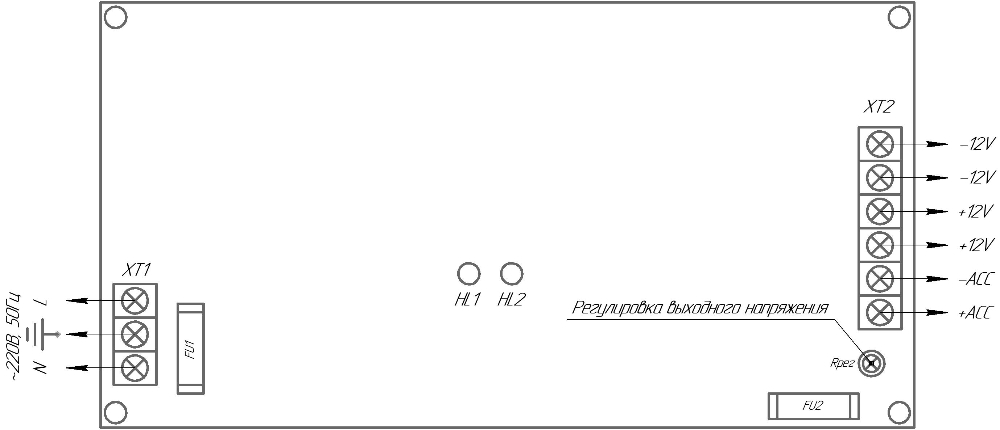 XT2
-12V
-12V
+12V
+12V
-ACC
+ACC
XT1
~220В, 50Гц
L
N
FU1
HL1
HL2
Регулировка выходного напряжения
Rрег
FU2